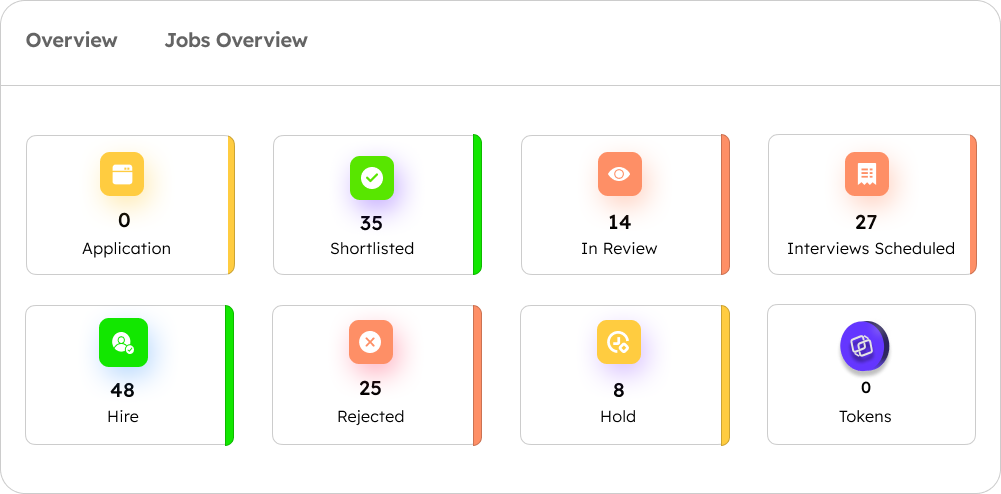 Overview
Jobs Overview
0
Application
35
Shortlisted
14
In Review
27
Interviews Scheduled
48
Hire
25
Rejected
8
Hold
0
Tokens